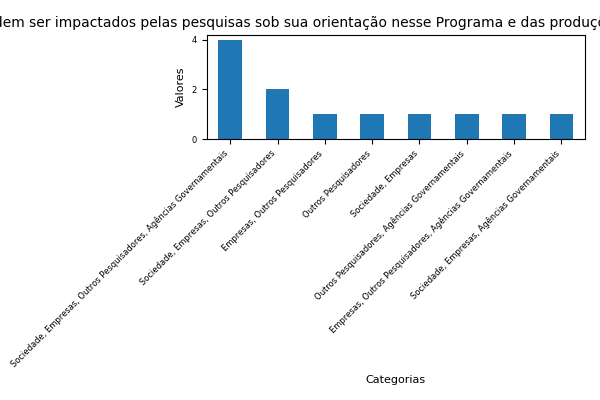 dem ser impactados pelas pesquisas sob sua orientação nesse Programa e das produçõ
Valores
4
2
0
Sociedade, Empresas, Outros Pesquisadores, Agências Governamentais
Sociedade, Empresas, Outros Pesquisadores
Empresas, Outros Pesquisadores
Outros Pesquisadores
Sociedade, Empresas
Outros Pesquisadores, Agências Governamentais
Empresas, Outros Pesquisadores, Agências Governamentais
Sociedade, Empresas, Agências Governamentais
Categorias